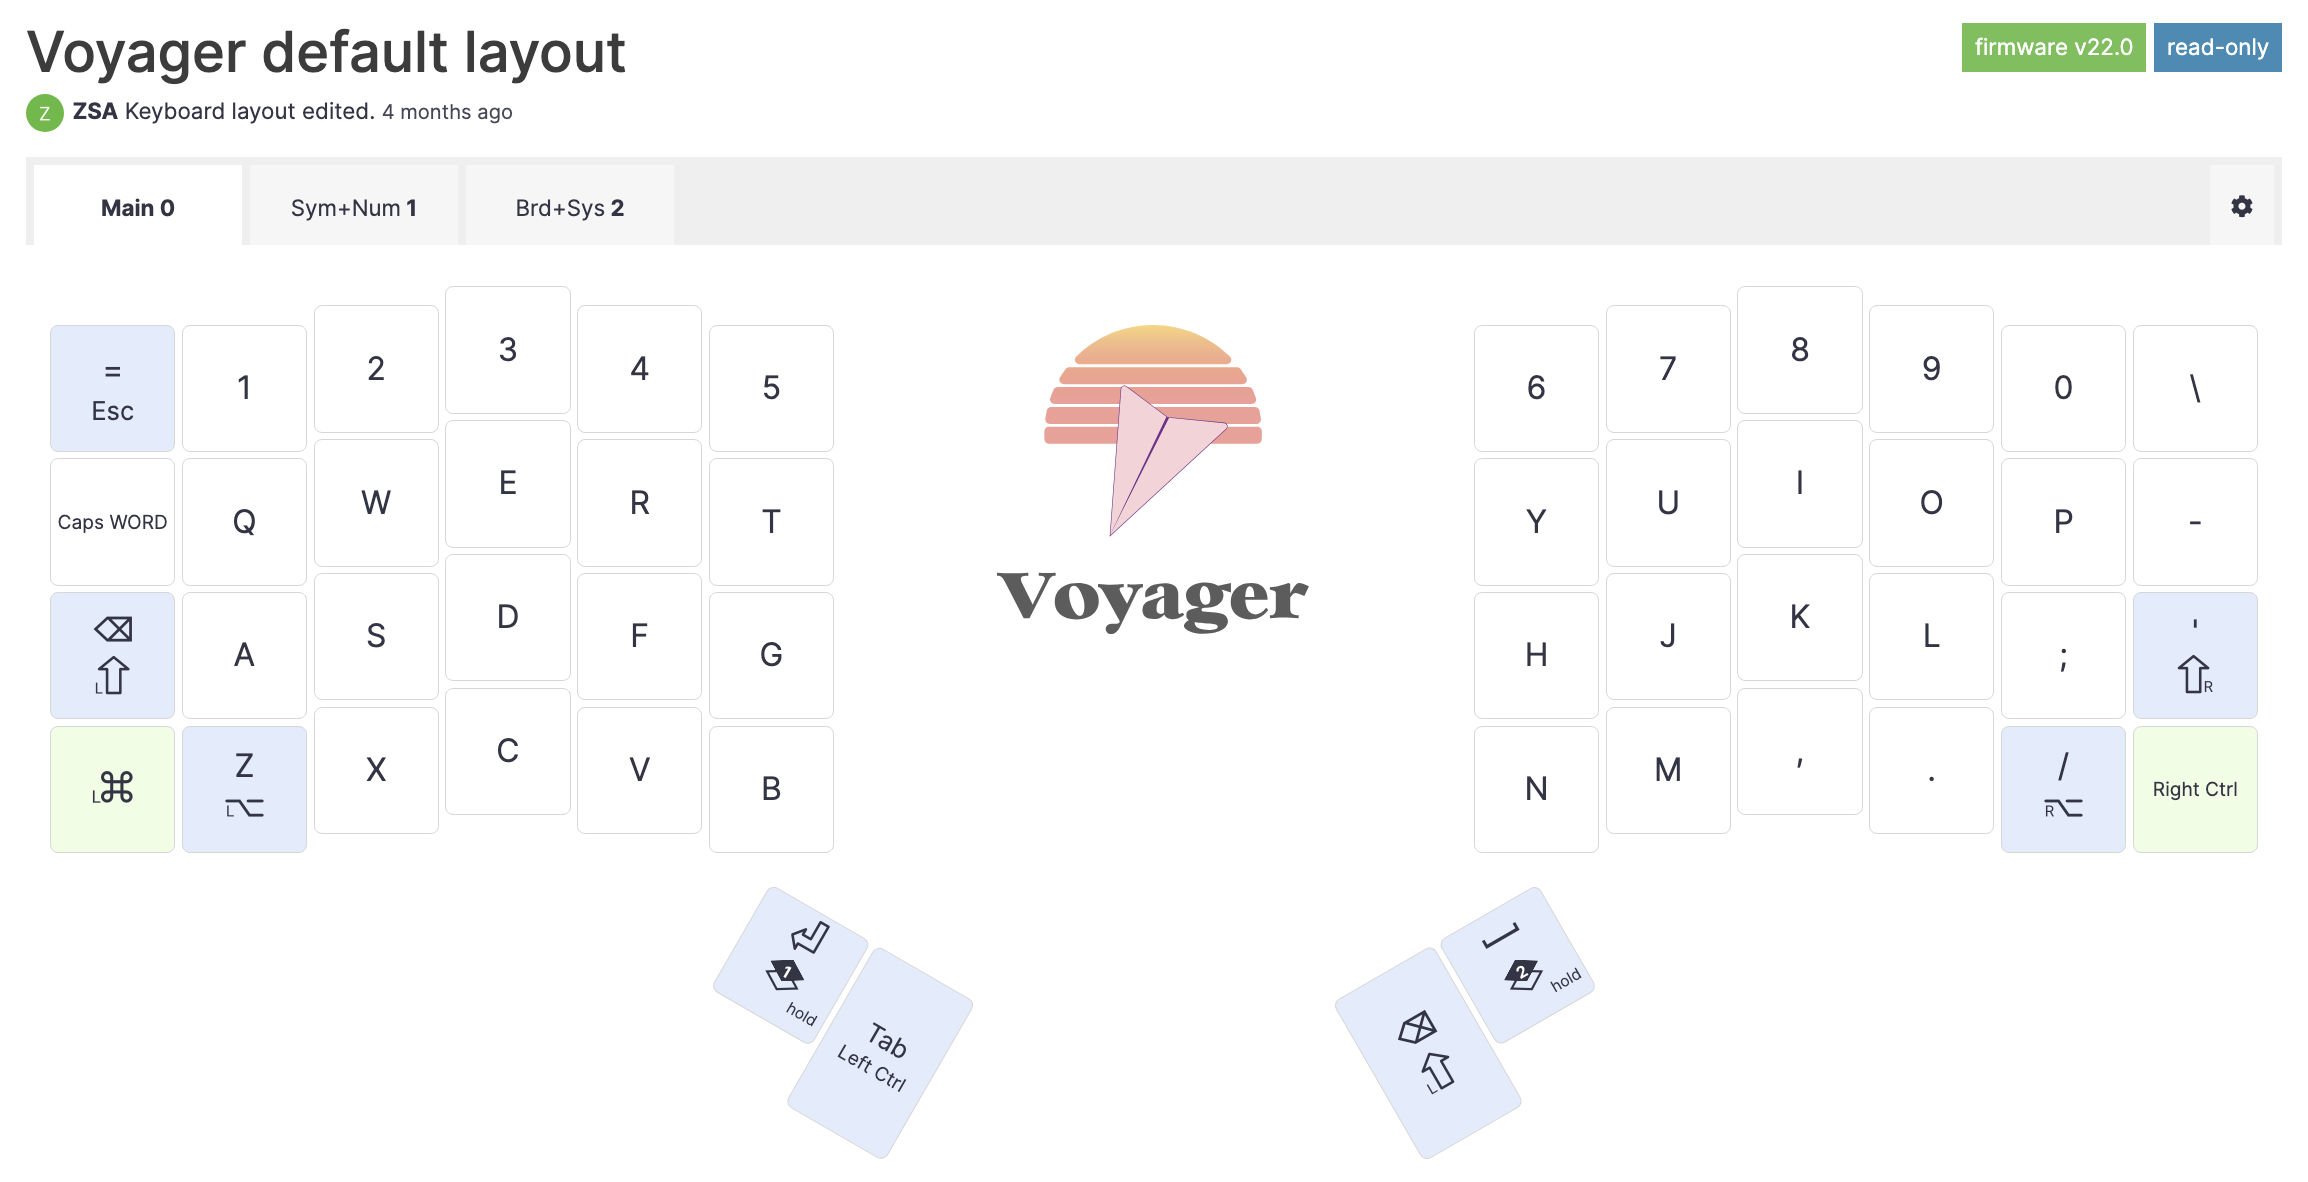 Voyager default layout
firmware v22.0
read-only
Z
ZSA Keyboard layout edited. 4 months ago
Main 0
Sym+Num 1
Brd+Sys 2
=
Esc
1
2
3
4
5
6
7
8
9
0
\
Caps WORD
Q
W
E
R
T
Y
U
I
O
P
-
L
A
S
D
F
G
H
J
K
L
;
'
R
L⌘
Z
L⌥
X
C
V
B
N
M
,
.
/
R⌥
Right Ctrl
Voyager
1
hold
Tab
Left Ctrl
2
hold
L